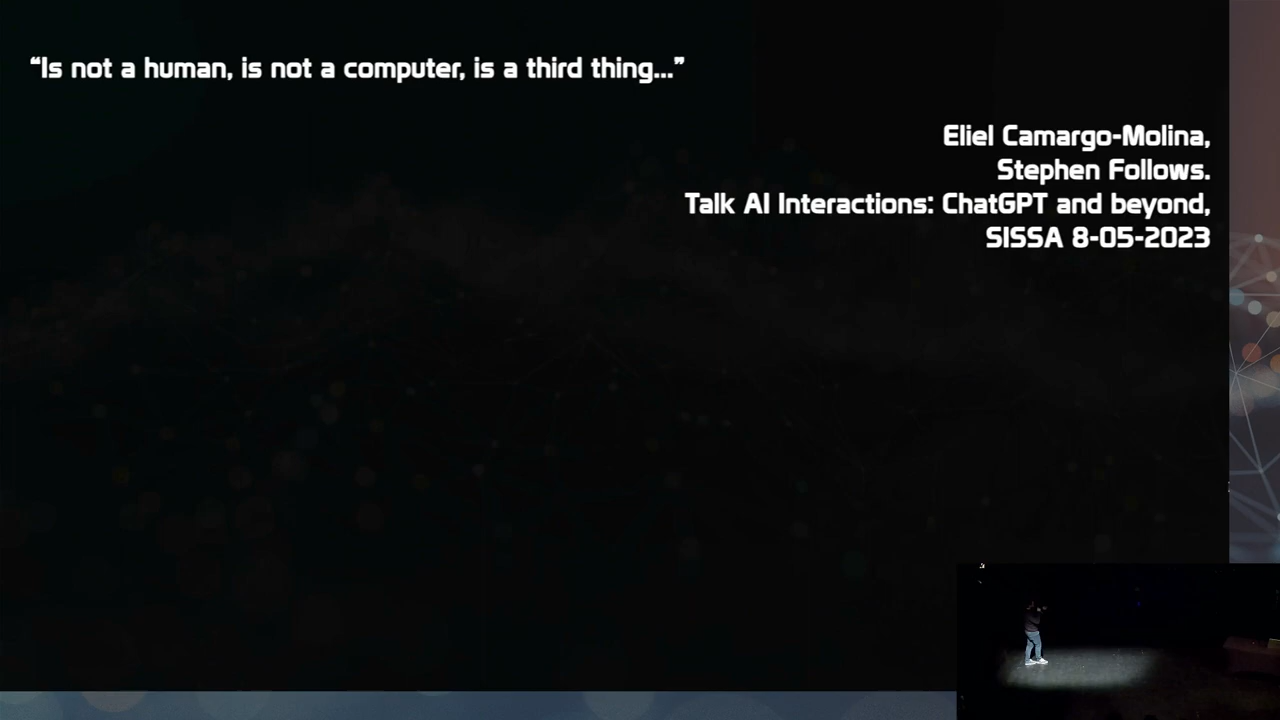 “Is not a human, is not a computer, is a third thing...”
Eliel Camargo-Molina,
Stephen Follows.
Talk AI Interactions: ChatGPT and beyond,
SISSA 8-05-2023